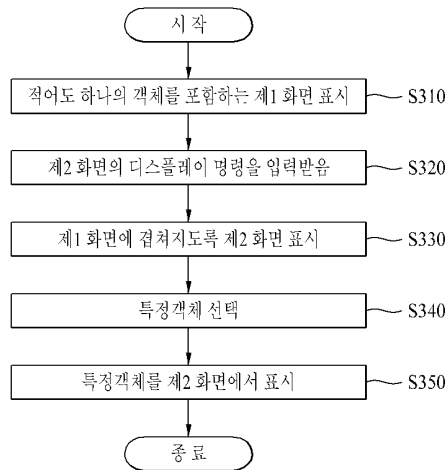 시 작
적어도 하나의 객체를 포함하는 제1 화면 표시
S310
제2 화면의 디스플레이 명령을 입력받음
S320
제1 화면에 겹쳐지도록 제2 화면 표시
S330
특정객체 선택
S340
특정객체를 제2 화면에서 표시
S350
종 료